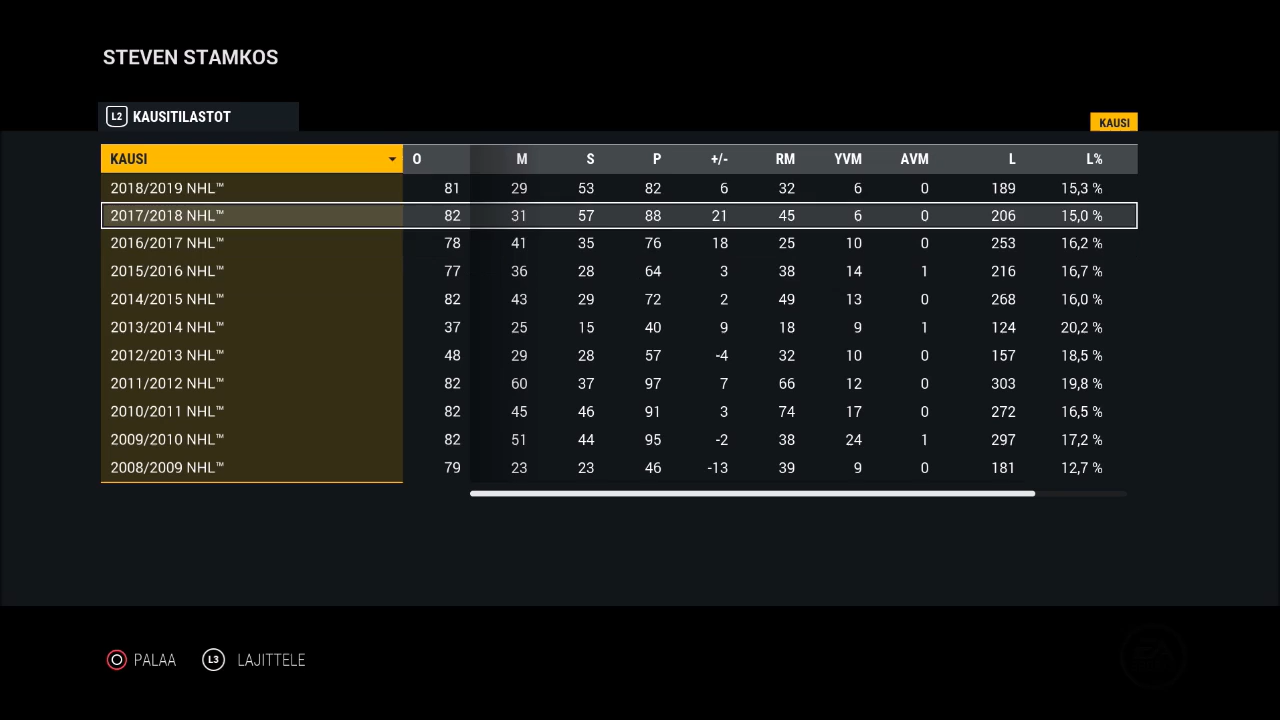 STEVEN STAMKOS
L2 KAUSITILASTOT
KAUSI
KAUSI O M S P +/- RM YVM AVM L L%
2018/2019 NHL™ 81 29 53 82 6 32 6 0 189 15,3 %
2017/2018 NHL™ 82 31 57 88 21 45 6 0 206 15,0 %
2016/2017 NHL™ 78 41 35 76 18 25 10 0 253 16,2 %
2015/2016 NHL™ 77 36 28 64 3 38 14 1 216 16,7 %
2014/2015 NHL™ 82 43 29 72 2 49 13 0 268 16,0 %
2013/2014 NHL™ 37 25 15 40 9 18 9 1 124 20,2 %
2012/2013 NHL™ 48 29 28 57 -4 32 10 0 157 18,5 %
2011/2012 NHL™ 82 60 37 97 7 66 12 0 303 19,8 %
2010/2011 NHL™ 82 45 46 91 3 74 17 0 272 16,5 %
2009/2010 NHL™ 82 51 44 95 -2 38 24 1 297 17,2 %
2008/2009 NHL™ 79 23 23 46 -13 39 9 0 181 12,7 %
PALAA L3 LAJITTELE
EA